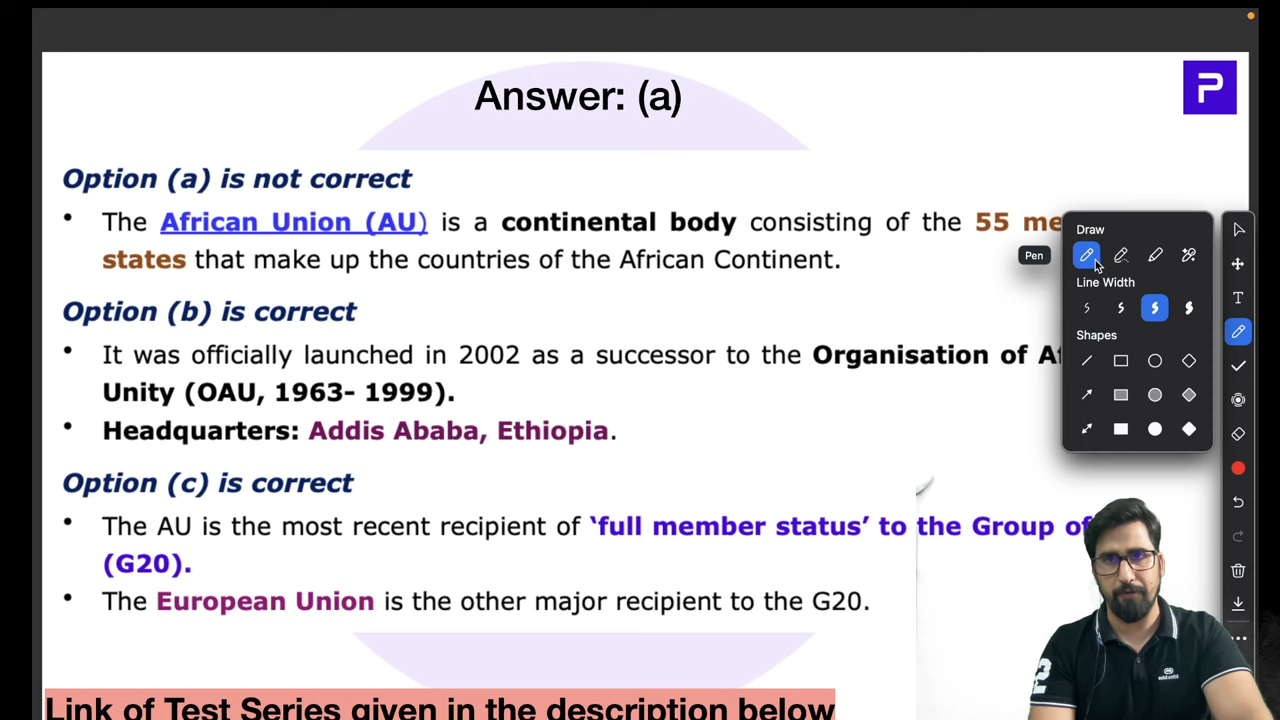 Answer: (a)
P
Option (a) is not correct
• The African Union (AU) is a continental body consisting of the 55 me
states that make up the countries of the African Continent.
Option (b) is correct
• It was officially launched in 2002 as a successor to the Organisation of Af
Unity (OAU, 1963- 1999).
• Headquarters: Addis Ababa, Ethiopia.
Option (c) is correct
• The AU is the most recent recipient of ‘full member status’ to the Group of
(G20).
• The European Union is the other major recipient to the G20.
Link of Test Series given in the description below
Draw
Pen
Line Width
Shapes
T
2